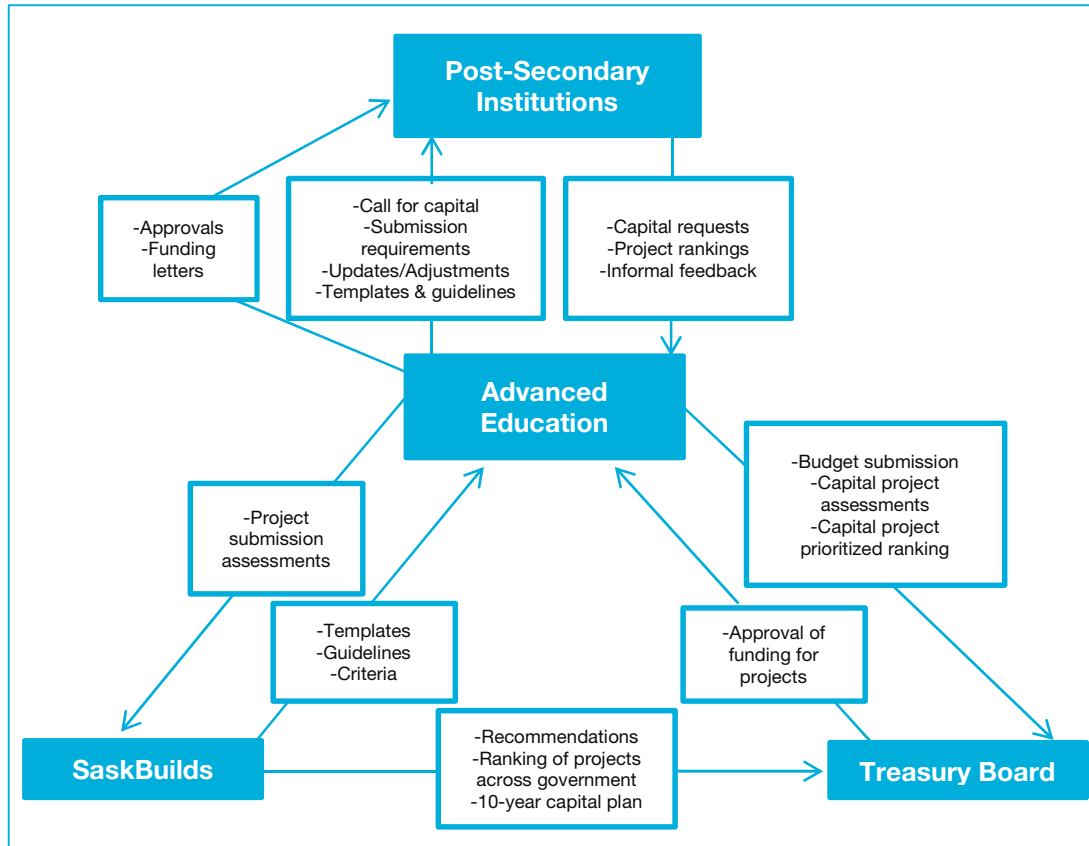 Post-Secondary
Institutions
-Approvals
-Funding
letters
-Call for capital
-Submission
requirements
-Updates/Adjustments
-Templates & guidelines
-Capital requests
-Project rankings
-Informal feedback
Advanced
Education
-Project
submission
assessments
-Budget submission
-Capital project
assessments
-Capital project
prioritized ranking
-Templates
-Guidelines
-Criteria
-Approval of
funding for
projects
SaskBuilds
-Recommendations
-Ranking of projects
across government
-10-year capital plan
Treasury Board